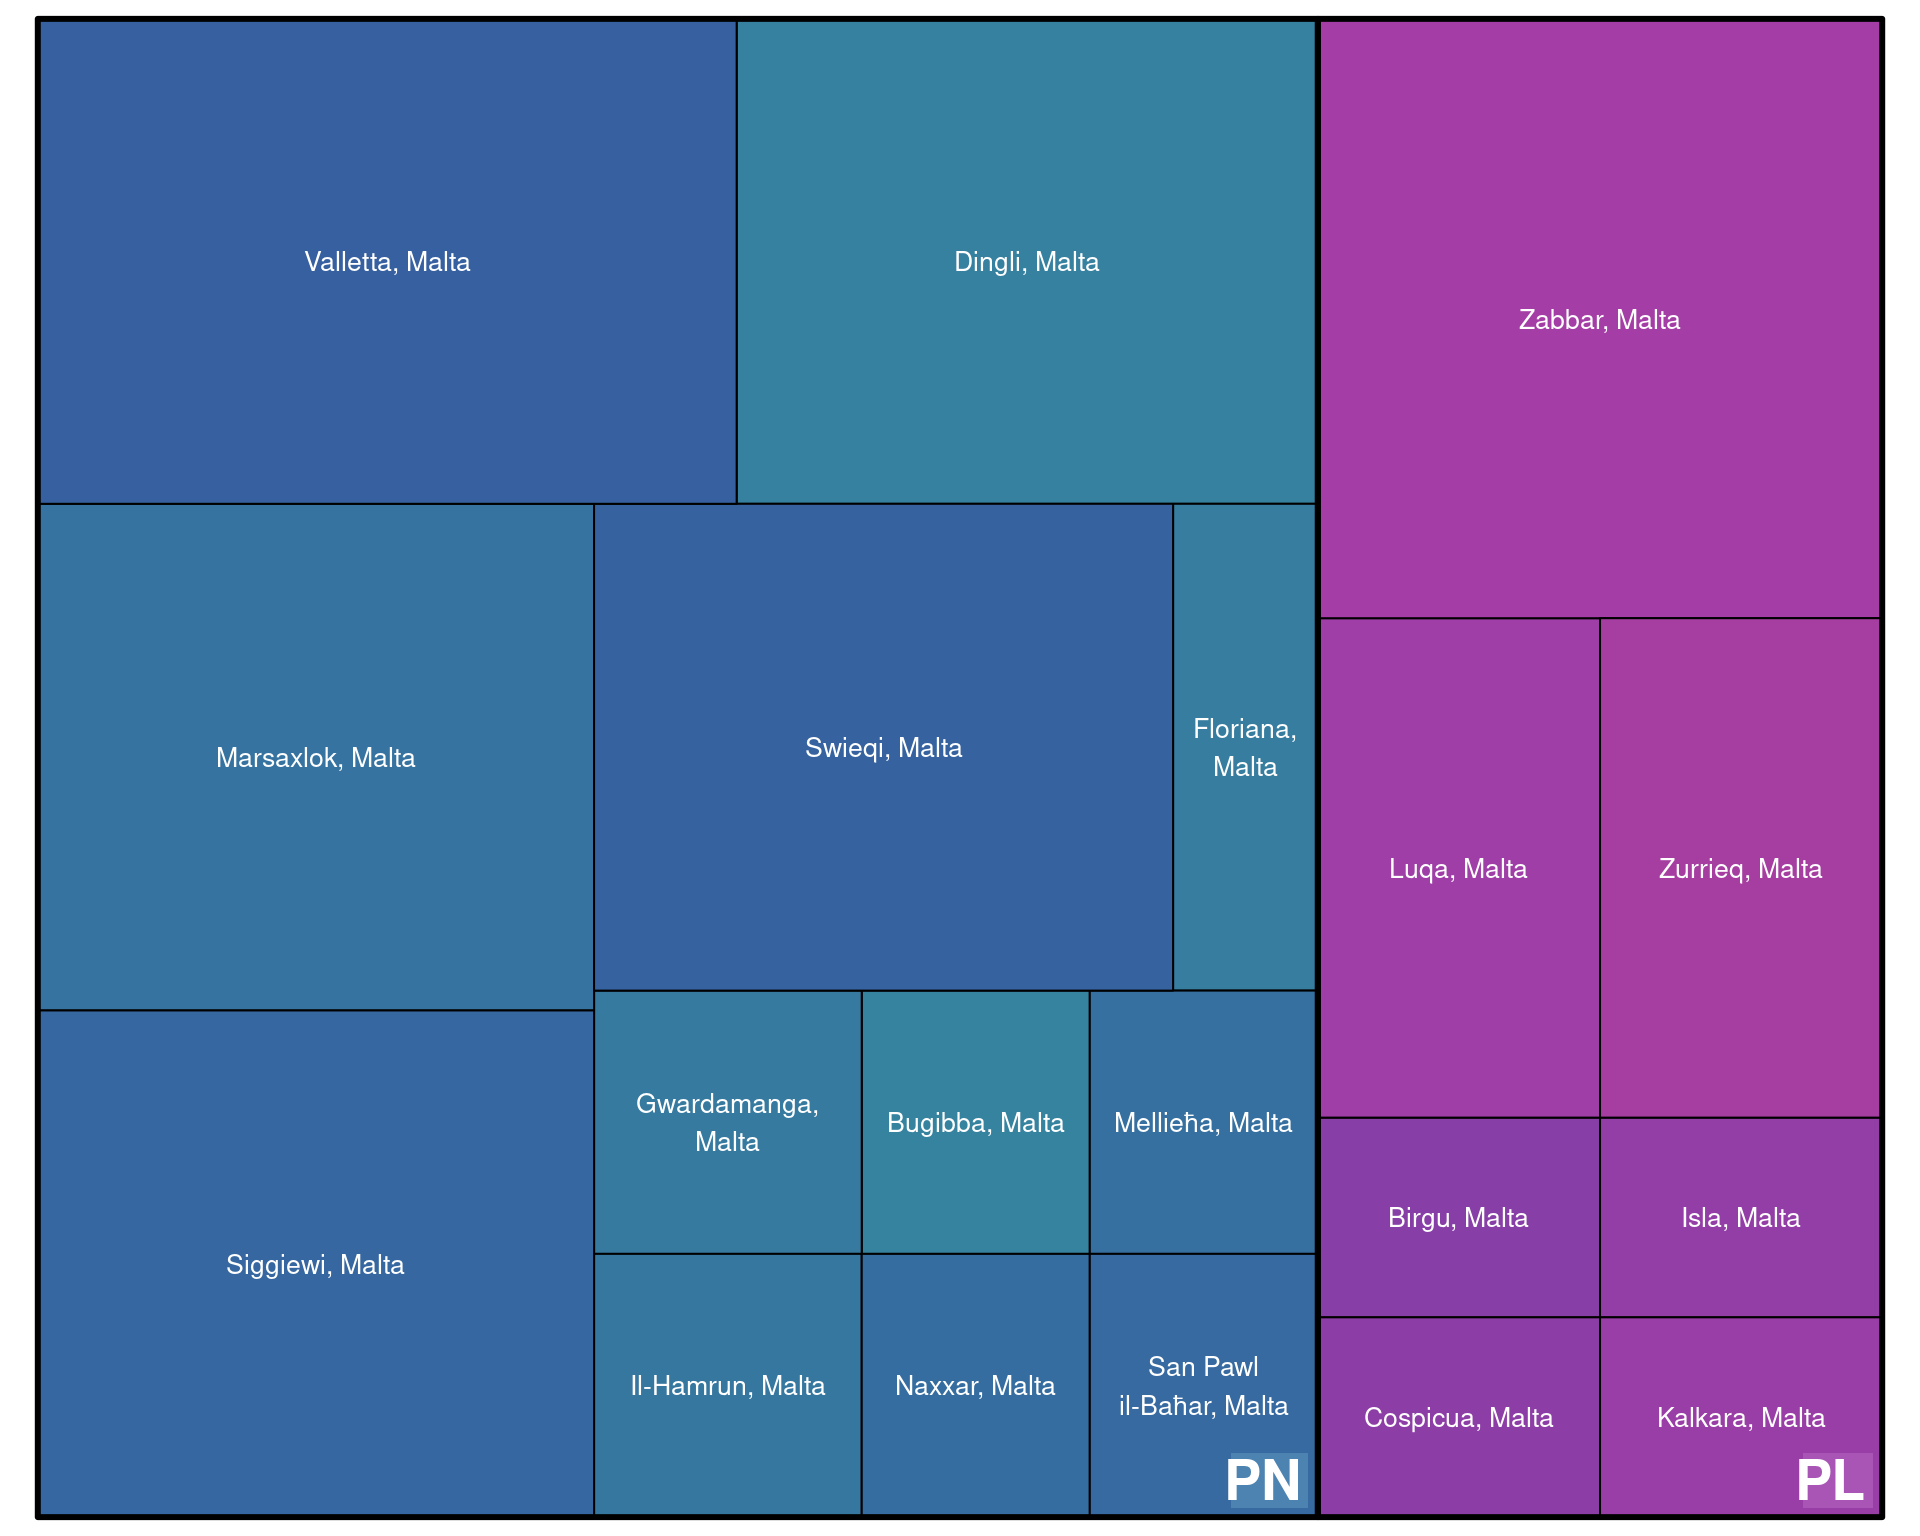 Valletta, Malta
Dingli, Malta
Zabbar, Malta
Marsaxlok, Malta
Swieqi, Malta
Floriana,
Malta
Luqa, Malta
Zurrieq, Malta
Siggiewi, Malta
Gwardamanga,
Malta
Bugibba, Malta
Mellieħa, Malta
Birgu, Malta
Isla, Malta
Il-Hamrun, Malta
Naxxar, Malta
San Pawl
il-Baħar, Malta
Cospicua, Malta
Kalkara, Malta
PN
PL